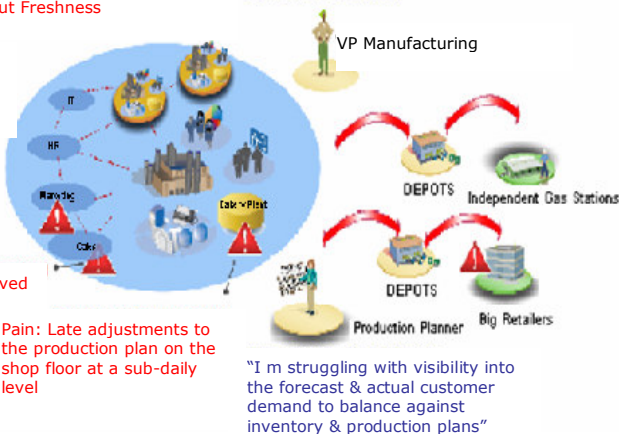 ut Freshness
VP Manufacturing
IT
HR
Marketing
DEPOTS
Independent Gas Stations
DEPOTS
Production Planner
Big Retailers
ved
Pain: Late adjustments to
the production plan on the
shop floor at a sub-daily
level
“I m struggling with visibility into
the forecast & actual customer
demand to balance against
inventory & production plans”